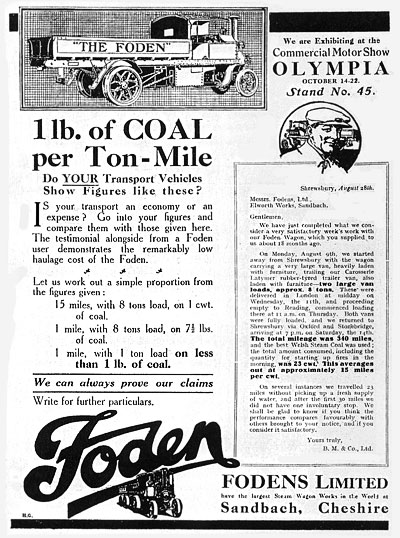 "THE FODEN"
We are Exhibiting at the
Commercial Motor Show
OLYMPIA
OCTOBER 14-22.
Stand No. 45.
1 lb. of COAL
per Ton-Mile
Do YOUR Transport Vehicles
Show Figures like these?
IS your transport an economy or an
expense? Go into your figures and
compare them with those given here.
The testimonial alongside from a Foden
user demonstrates the remarkably low
haulage cost of the Foden.
Let us work out a simple proportion from
the figures given:
15 miles, with 8 tons load, on 1 cwt.
of coal.
1 mile, with 8 tons load, on 7½ lbs.
of coal.
1 mile, with 1 ton load on less
than 1 lb. of coal.
We can always prove our claims
Write for further particulars.
Foden
H.G.
Shrewsbury, August 28th.
Messrs. Fodens, Ltd.,
Elworth Works, Sandbach.
Gentlemen,
We have just completed what we con-
sider a very satisfactory week's work with
our Foden Wagon, which you supplied to
us about 18 months ago.
On Monday, August 9th, we started
away from Shrewsbury with the wagon
carrying a very large van, heavily laden
with furniture, trailing our Carosserie
Latymer rubber-tyred trailer van, also
laden with furniture—two large van
loads, approx. 8 tons. These were
delivered in London at midday on
Wednesday, the 11th, and proceeding
empty to Reading, commenced loading
there at 11 a.m. on Thursday. Both vans
were fully loaded, and we returned to
Shrewsbury via Oxford and Stockbridge,
arriving at 7 p.m. on Saturday, the 14th.
The total mileage was 340 miles,
and the best Welsh Steam Coal was used;
the total amount consumed, including the
quantity for starting up fires in the
morning, was 23 cwt. This averages
out at approximately 15 miles
per cwt.
On several instances we travelled 23
miles without picking up a fresh supply
of water, and after the first 30 miles we
did not have one involuntary stop. We
shall be glad to know if you think the
performance compares favourably with
others brought to your notice, and if you
consider it satisfactory.
Yours truly,
B. M. & Co., Ltd.
FODENS LIMITED
have the largest Steam Wagon Works in the World at
Sandbach, Cheshire